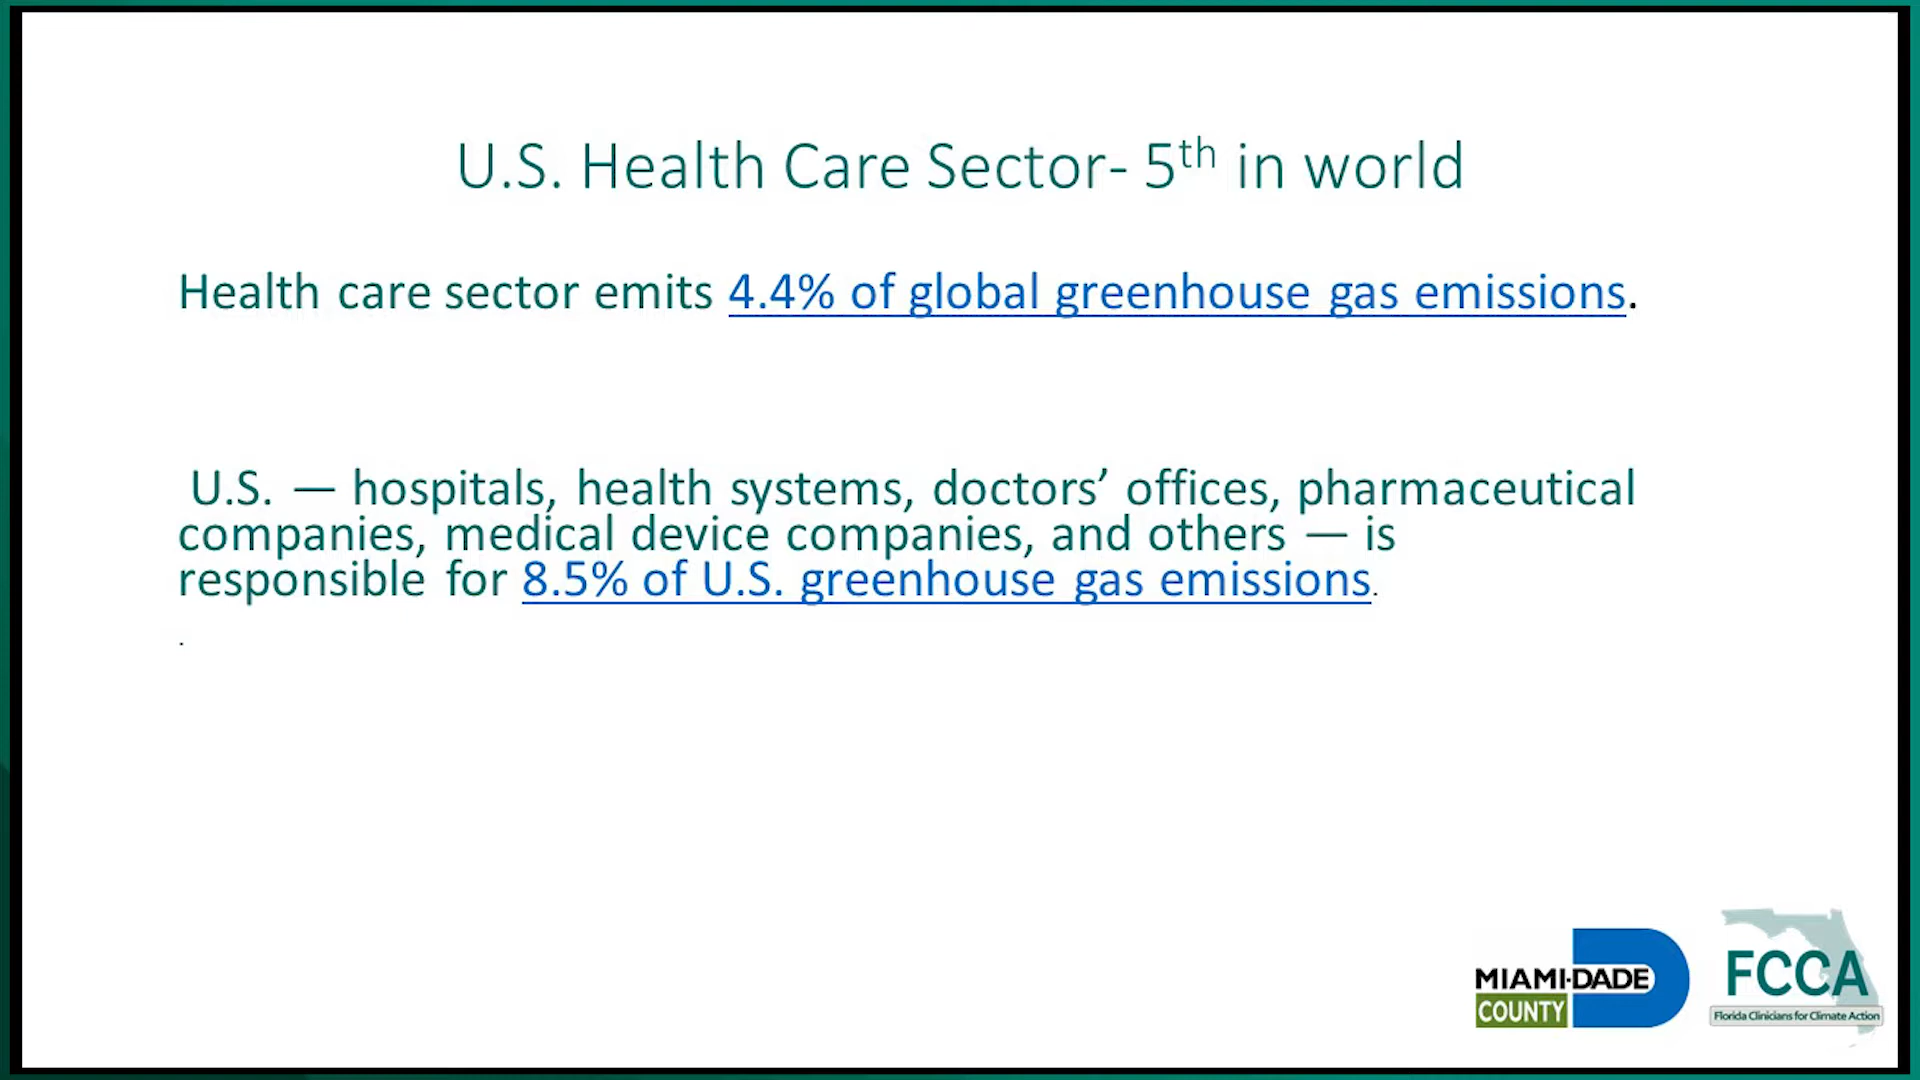 U.S. Health Care Sector- 5th in world
Health care sector emits 4.4% of global greenhouse gas emissions.
U.S. — hospitals, health systems, doctors’ offices, pharmaceutical
companies, medical device companies, and others — is
responsible for 8.5% of U.S. greenhouse gas emissions.
.
MIAMI-DADE
COUNTY
FCCA
Florida Clinicians for Climate Action